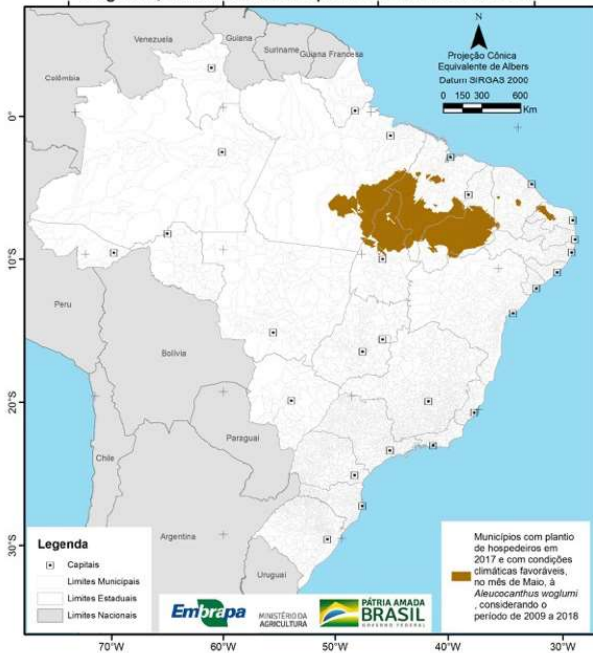 Venezuela
Guiana
Suriname
Guiana Francesa
Colômbia
N
Projeção Cônica
Equivalente de Albers
Datum SIRGAS 2000
0 150 300 600
Km
0°
10°S
Peru
Bolívia
20°S
Paraguai
Chile
Argentina
30°S
Uruguai
Legenda
Capitais
Limites Municipais
Limites Estaduais
Limites Nacionais
Embrapa
MINISTÉRIO DA
AGRICULTURA
PÁTRIA AMADA
BRASIL
GOVERNO FEDERAL
Municípios com plantio
de hospedeiros em
2017 e com condições
climáticas favoráveis,
no mês de Maio, à
Aleucocanthus woglumi
, considerando o
período de 2009 a 2018
70°W 60°W 50°W 40°W 30°W